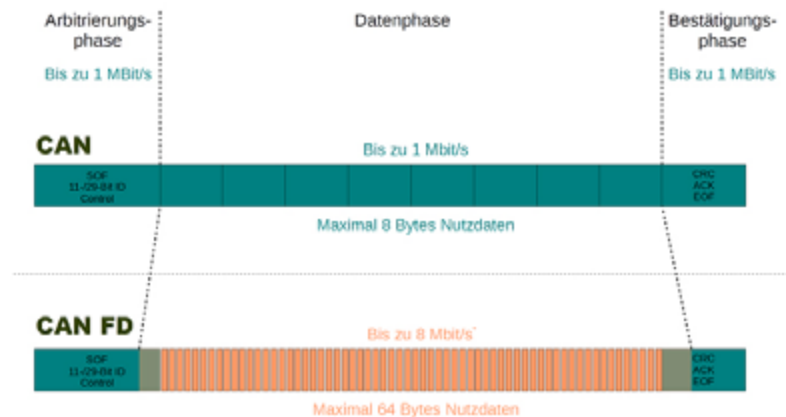 Arbitrierungs-
phase
Datenphase
Bestätigungs-
phase
Bis zu 1 MBit/s
Bis zu 1 MBit/s
CAN
Bis zu 1 Mbit/s
SOF
11-/29-Bit ID
Control
CRC
ACK
EOF
Maximal 8 Bytes Nutzdaten
CAN FD
Bis zu 8 Mbit/s*
SOF
11-/29-Bit ID
Control
CRC
ACK
EOF
Maximal 64 Bytes Nutzdaten